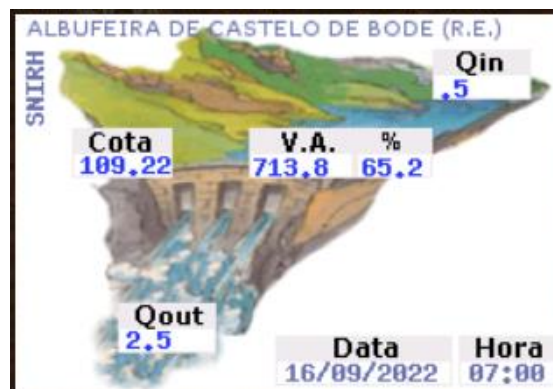 ALBUFEIRA DE CASTELO DE BODE (R.E.)
SNIRH
Qin
.5
Cota
109.22
V.A. %
713.8 65.2
Qout
2.5
Data Hora
16/09/2022 07:00